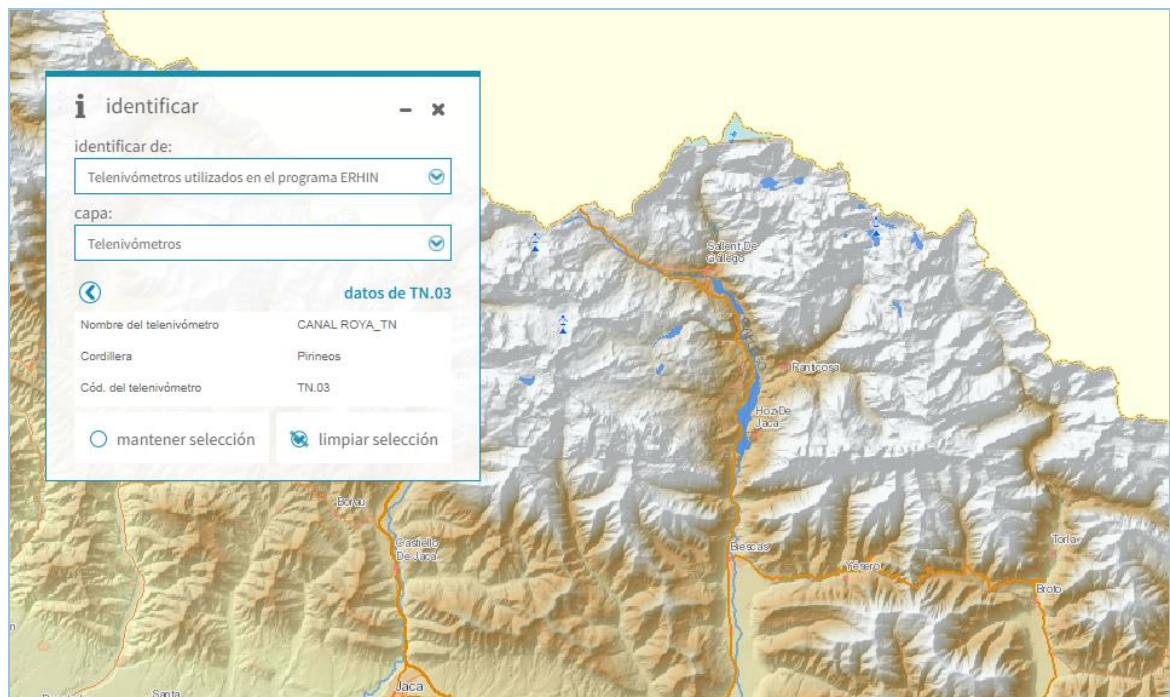 identificar
identificar de:
Telenivómetros utilizados en el programa ERHIN
capa:
Telenivómetros
datos de TN.03
Nombre del telenivómetro CANAL ROYA_TN
Cordillera Pirineos
Cód. del telenivómetro TN.03
mantener selección limpiar selección
Sallent De
Gállego
Panticosa
Hoz De
Jaca
Borau
Castiello
De Jaca
Biescas
Yésero
Torla
Broto
Jaca
Santa